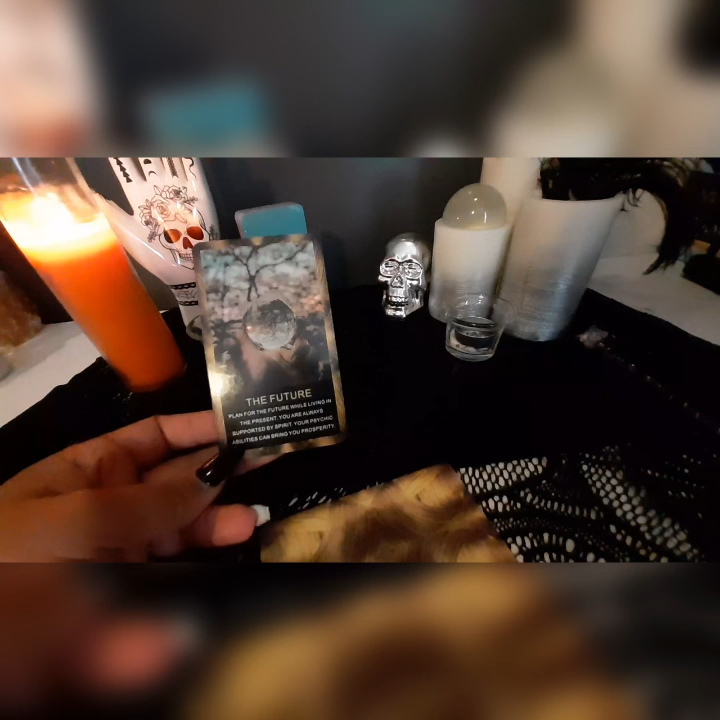 THE FUTURE
PLAN FOR THE FUTURE WHILE LIVING IN
THE PRESENT. YOU ARE ALWAYS
SUPPORTED BY SPIRIT. YOUR PSYCHIC
ABILITIES CAN BRING YOU PROSPERITY.